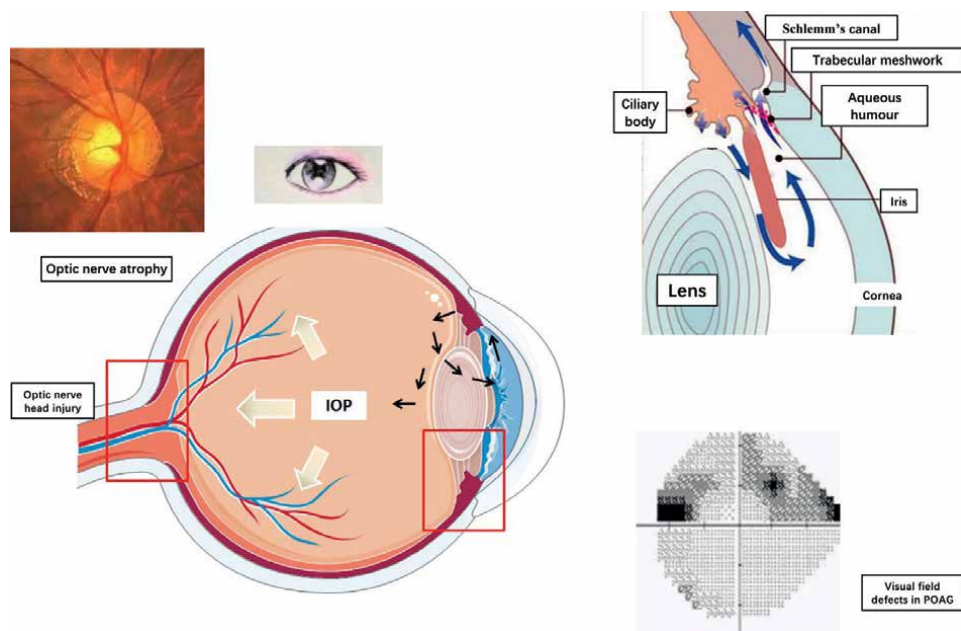 Schlemm's canal
Trabecular meshwork
Ciliary
body
Aqueous
humour
Iris
Lens
Cornea
Optic nerve atrophy
Optic nerve
head injury
IOP
Visual field
defects in POAG